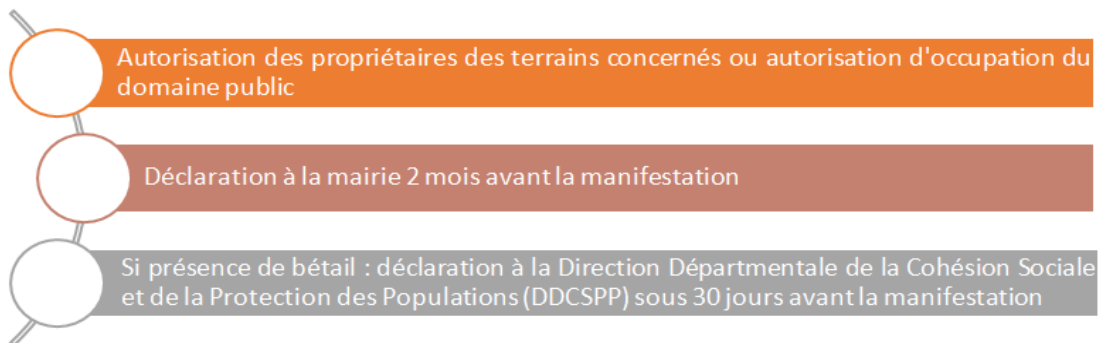 Autorisation des propriétaires des terrains concernés ou autorisation d'occupation du
domaine public
Déclaration à la mairie 2 mois avant la manifestation
Si présence de bétail : déclaration à la Direction Départmentale de la Cohésion Sociale
et de la Protection des Populations (DDCSPP) sous 30 jours avant la manifestation